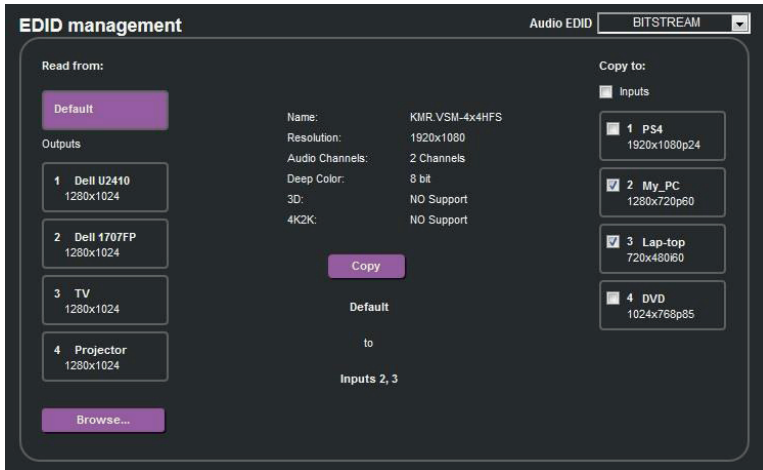 EDID management
Audio EDID BITSTREAM
Read from:
Default
Outputs
1 Dell U2410
1280x1024
2 Dell 1707FP
1280x1024
3 TV
1280x1024
4 Projector
1280x1024
Browse...
Name: KMR.VSM-4x4HFS
Resolution: 1920x1080
Audio Channels: 2 Channels
Deep Color: 8 bit
3D: NO Support
4K2K: NO Support
Copy
Default
to
Inputs 2, 3
Copy to:
Inputs
1 PS4
1920x1080p24
2 My_PC
1280x720p60
3 Lap-top
720x480i60
4 DVD
1024x768p85